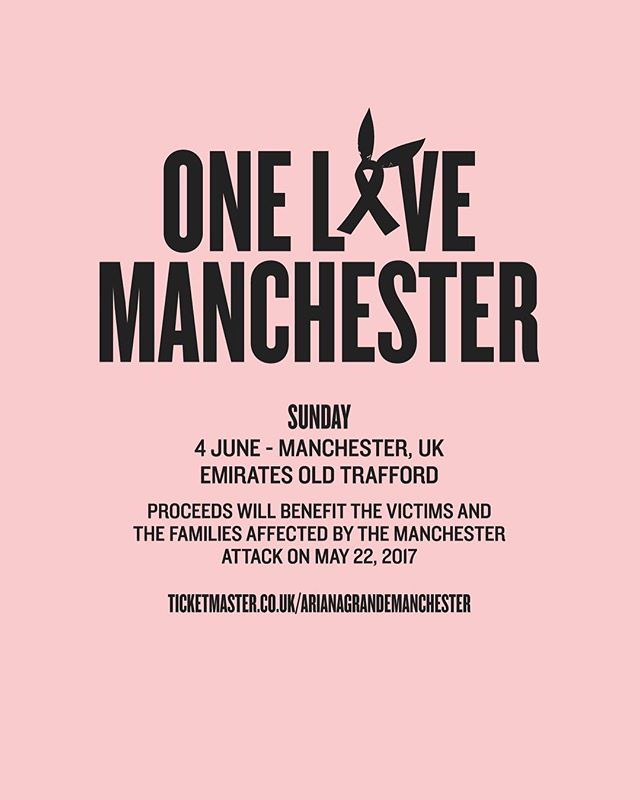 ONE LOVE
MANCHESTER
SUNDAY
4 JUNE - MANCHESTER, UK
EMIRATES OLD TRAFFORD
PROCEEDS WILL BENEFIT THE VICTIMS AND
THE FAMILIES AFFECTED BY THE MANCHESTER
ATTACK ON MAY 22, 2017
TICKETMASTER.CO.UK/ARIANAGRANDEMANCHESTER